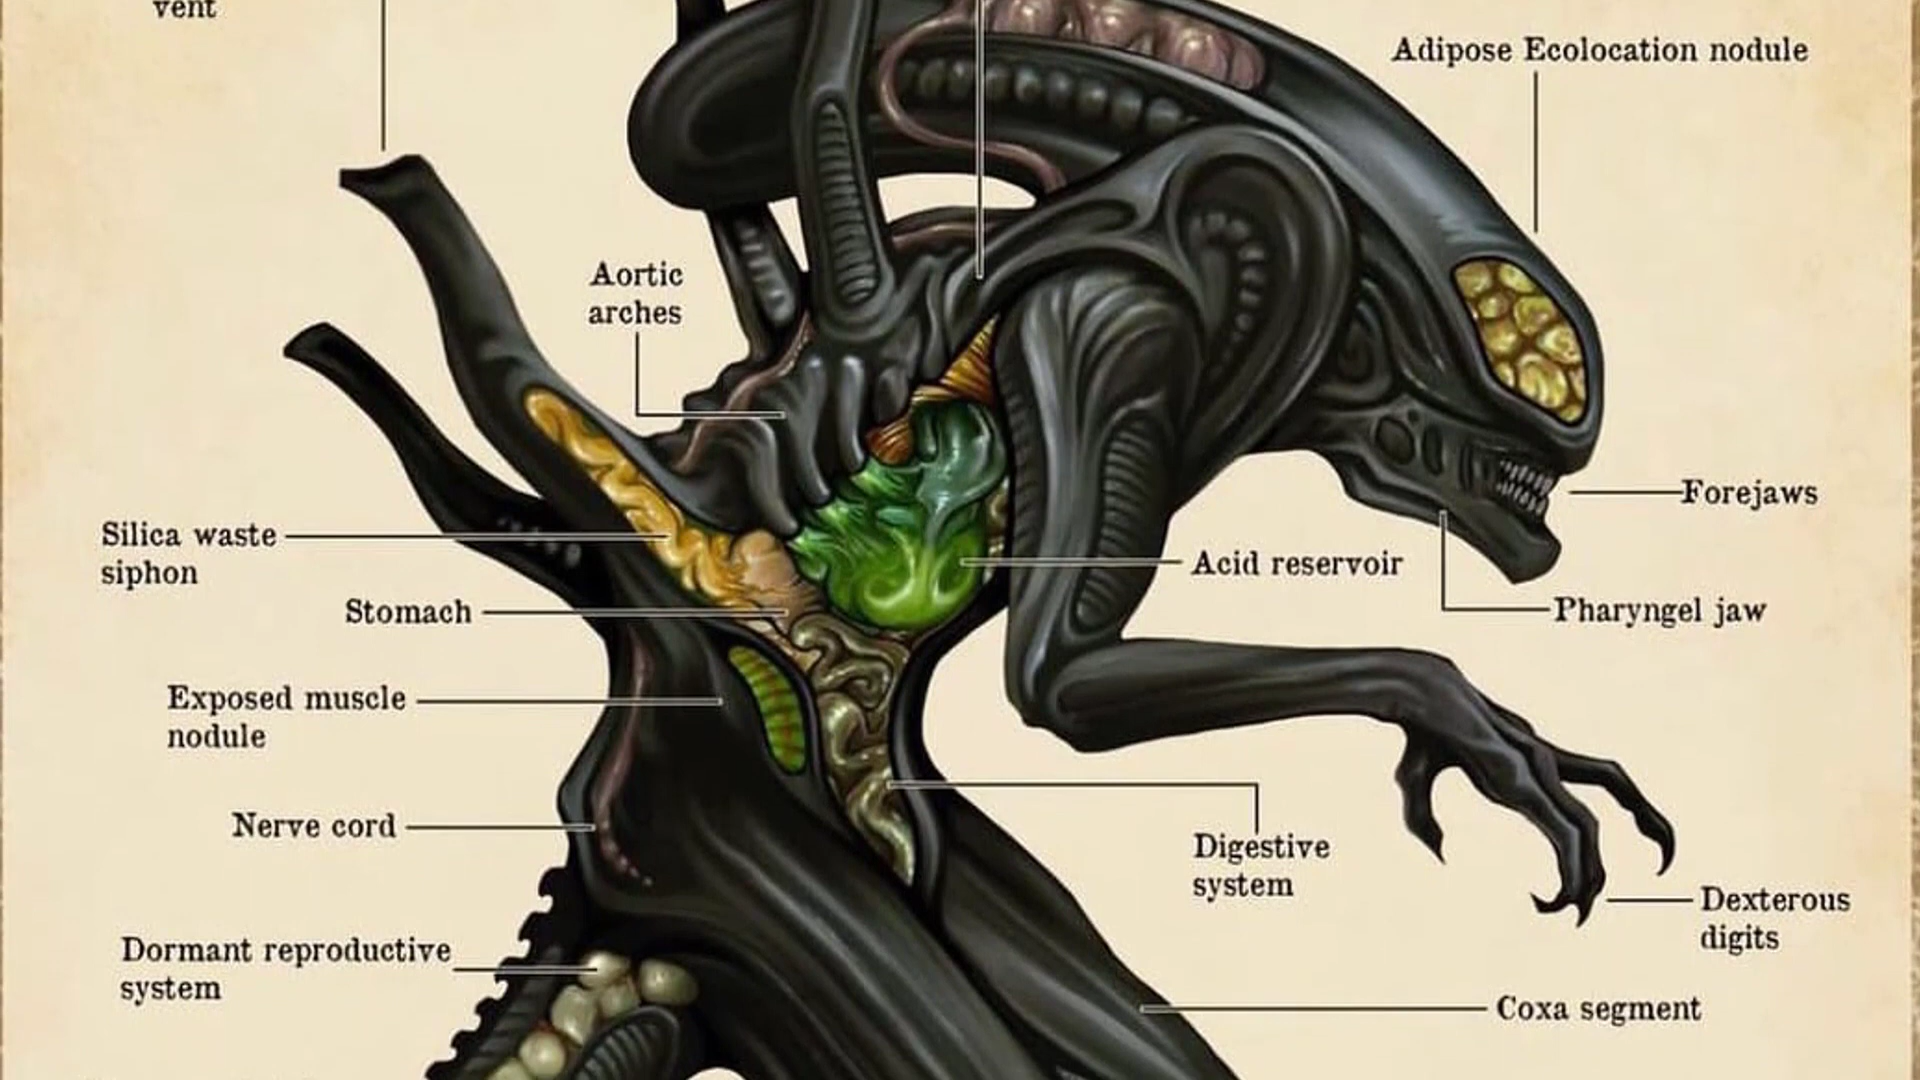 vent
Adipose Ecolocation nodule
Aortic
arches
Forejaws
Silica waste
siphon
Acid reservoir
Stomach
Pharyngel jaw
Exposed muscle
nodule
Nerve cord
Digestive
system
Dexterous
digits
Dormant reproductive
system
Coxa segment